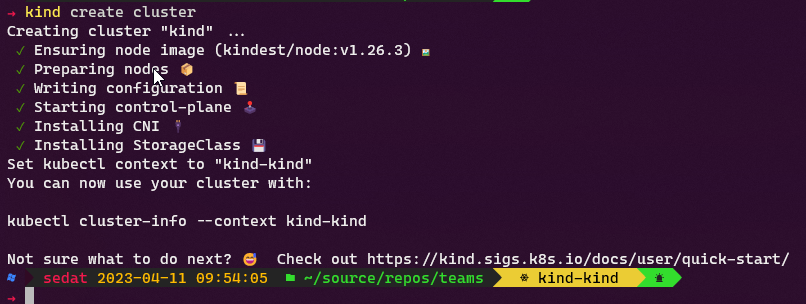 → kind create cluster
Creating cluster "kind" ...
✓ Ensuring node image (kindest/node:v1.26.3) 🖼
✓ Preparing nodes 📦
✓ Writing configuration 📜
✓ Starting control-plane 🕹️
✓ Installing CNI 🔌
✓ Installing StorageClass 💾
Set kubectl context to "kind-kind"
You can now use your cluster with:
kubectl cluster-info --context kind-kind
Not sure what to do next? 😅 Check out https://kind.sigs.k8s.io/docs/user/quick-start/
sedat 2023-04-11 09:54:05 ~/source/repos/teams kind-kind
→